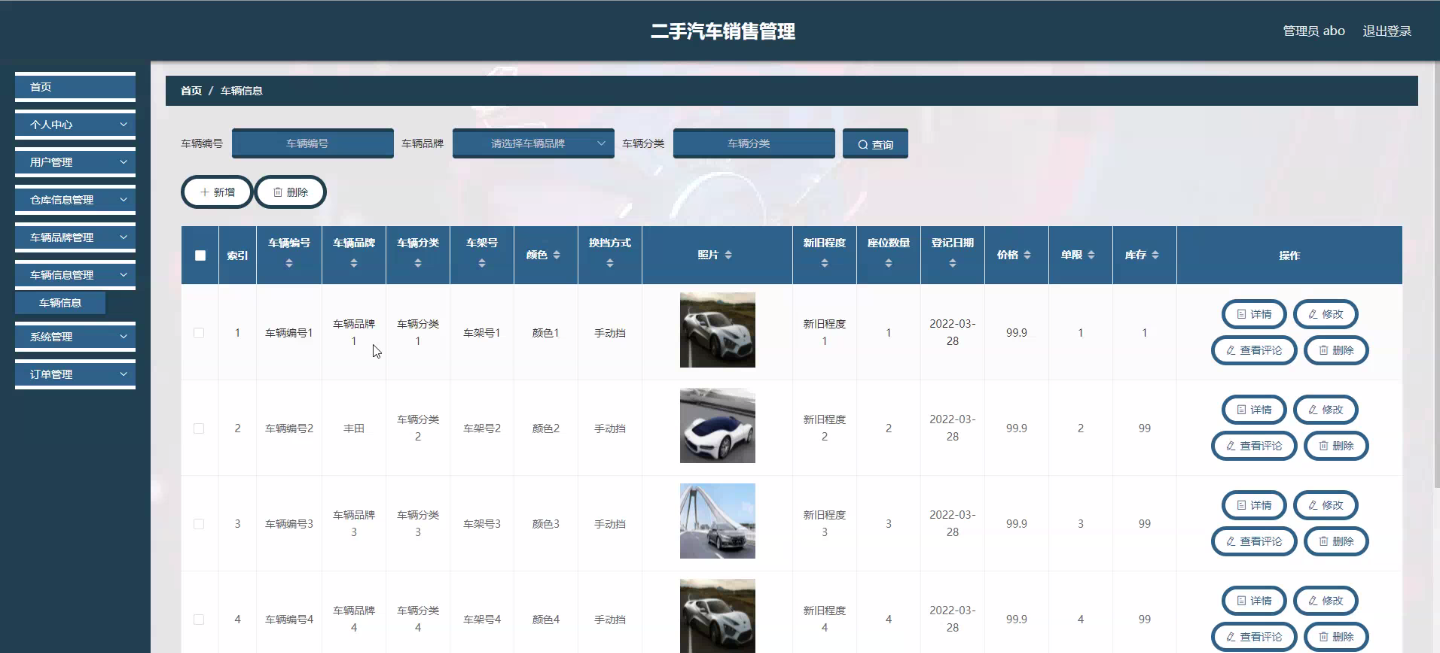 二手汽车销售管理
管理员 abo 退出登录
首页
个人中心
用户管理
仓库信息管理
车辆品牌管理
车辆信息管理
车辆信息
系统管理
订单管理
首页 / 车辆信息
车辆编号 车辆编号 车辆品牌 请选择车辆品牌 车辆分类 车辆分类 查询
新增 删除
索引 车辆编号 车辆品牌 车辆分类 车架号 颜色 换挡方式 照片 新旧程度 座位数量 登记日期 价格 单限 库存 操作
1 车辆编号1 车辆品牌1 车辆分类1 车架号1 颜色1 手动挡 新旧程度1 1 2022-03-28 99.9 1 1 详情 修改
查看评论 删除
2 车辆编号2 丰田 车辆分类2 车架号2 颜色2 手动挡 新旧程度2 2 2022-03-28 99.9 2 99 详情 修改
查看评论 删除
3 车辆编号3 车辆品牌3 车辆分类3 车架号3 颜色3 手动挡 新旧程度3 3 2022-03-28 99.9 3 99 详情 修改
查看评论 删除
4 车辆编号4 车辆品牌4 车辆分类4 车架号4 颜色4 手动挡 新旧程度4 4 2022-03-28 99.9 4 99 详情 修改
查看评论 删除